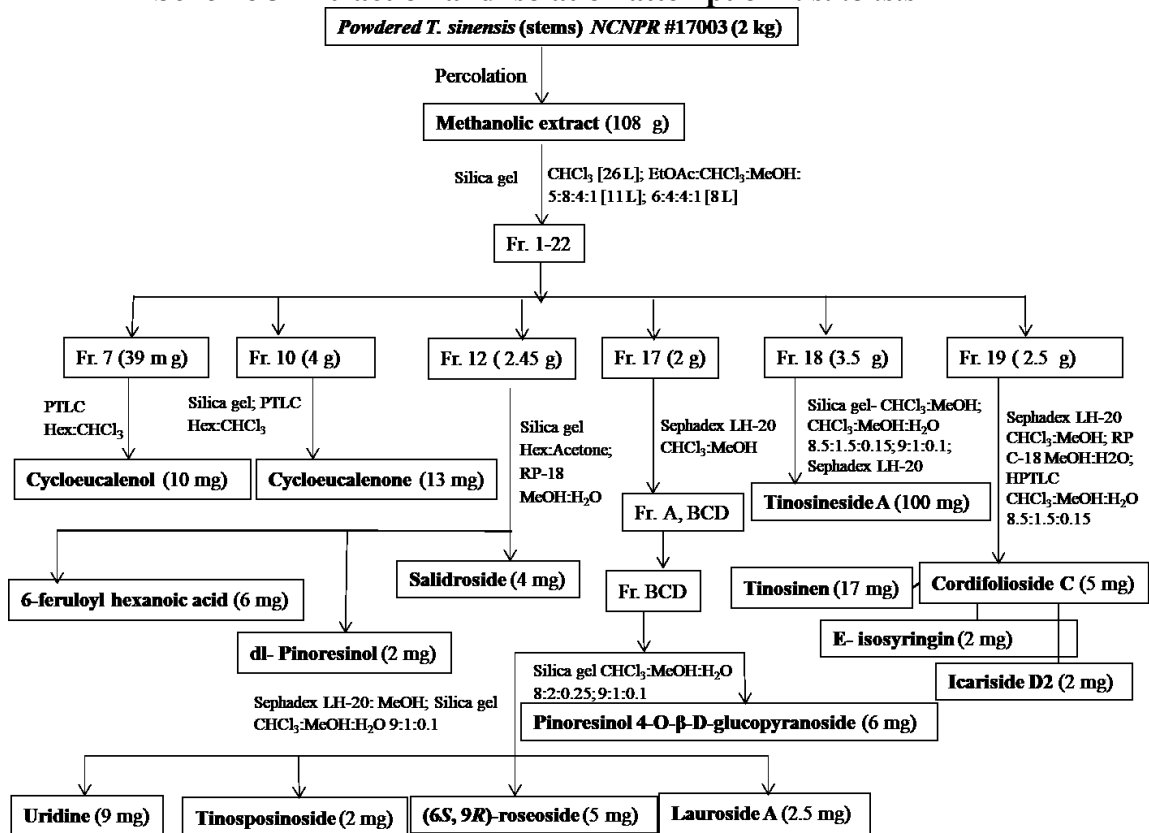 Powdered T. sinensis (stems) NCNPR #17003 (2 kg)
Percolation
Methanolic extract (108 g)
Silica gel
CHCl₃ [26 L]; EtOAc:CHCl₃:MeOH:
5:8:4:1 [11 L]; 6:4:4:1 [8 L]
Fr. 1-22
Fr. 7 (39 m g)
Fr. 10 (4 g)
Fr. 12 ( 2.45 g)
Fr. 17 (2 g)
Fr. 18 (3.5 g)
Fr. 19 ( 2.5 g)
PTLC
Hex:CHCl₃
Silica gel; PTLC
Hex:CHCl₃
Silica gel
Hex:Acetone;
RP-18
MeOH:H₂O
Sephadex LH-20
CHCl₃:MeOH
Silica gel- CHCl₃:MeOH;
CHCl₃:MeOH:H₂O
8.5:1.5:0.15; 9:1:0.1;
Sephadex LH-20
Sephadex LH-20
CHCl₃:MeOH; RP
C-18 MeOH:H2O;
HPTLC
CHCl₃:MeOH:H₂O
8.5:1.5:0.15
Cycloeucalenol (10 mg)
Cycloeucalenone (13 mg)
Tinosineside A (100 mg)
Fr. A, BCD
6-feruloyl hexanoic acid (6 mg)
Salidroside (4 mg)
Fr. BCD
Tinosinen (17 mg)
Cordifolioside C (5 mg)
E- isosyringin (2 mg)
dl- Pinoresinol (2 mg)
Icariside D2 (2 mg)
Silica gel CHCl₃:MeOH:H₂O
8:2:0.25; 9:1:0.1
Sephadex LH-20: MeOH; Silica gel
CHCl₃:MeOH:H₂O 9:1:0.1
Pinoresinol 4-O-β-D-glucopyranoside (6 mg)
Uridine (9 mg)
Tinosposinoside (2 mg)
(6S, 9R)-roseoside (5 mg)
Lauroside A (2.5 mg)